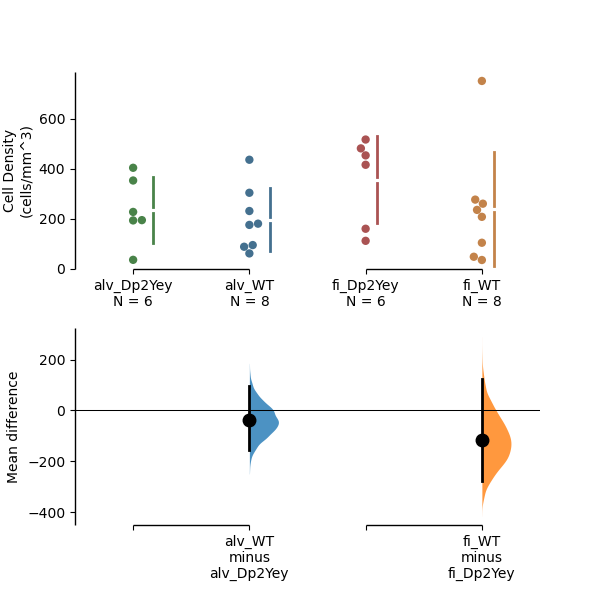 Cell Density
(cells/mm^3)
600
400
200
0
alv_Dp2Yey
N = 6
alv_WT
N = 8
fi_Dp2Yey
N = 6
fi_WT
N = 8
Mean difference
200
0
−200
−400
alv_WT
minus
alv_Dp2Yey
fi_WT
minus
fi_Dp2Yey